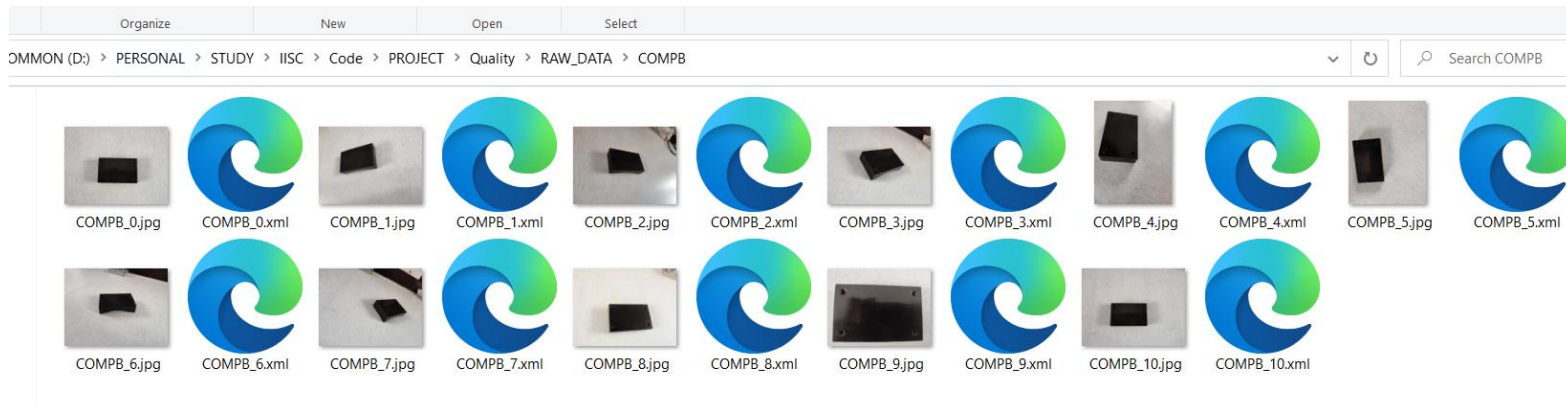 Organize New Open Select
OMMON (D:) > PERSONAL > STUDY > IISC > Code > PROJECT > Quality > RAW_DATA > COMPB Search COMPB
COMPB_0.jpg COMPB_0.xml COMPB_1.jpg COMPB_1.xml COMPB_2.jpg COMPB_2.xml COMPB_3.jpg COMPB_3.xml COMPB_4.jpg COMPB_4.xml COMPB_5.jpg COMPB_5.xml
COMPB_6.jpg COMPB_6.xml COMPB_7.jpg COMPB_7.xml COMPB_8.jpg COMPB_8.xml COMPB_9.jpg COMPB_9.xml COMPB_10.jpg COMPB_10.xml